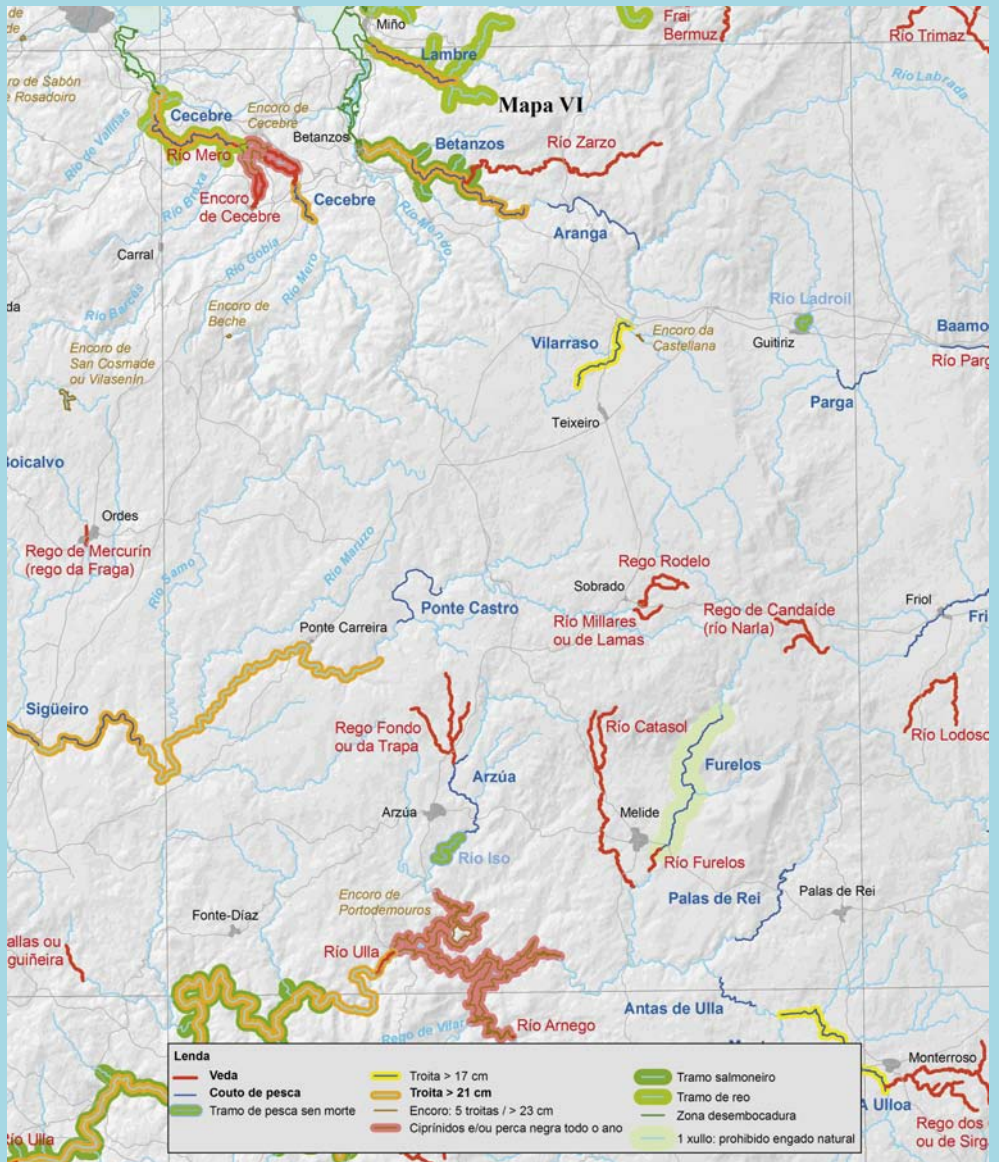 Miño
Frai
Bermuz
Río Trimaz
ro de Sabón
e Rosadoiro
Lambre
Río Labrada
Mapa VI
Encoro de
Cecebre
Cecebre
Río de Valiñas
Betanzos
Betanzos
Río Zarzo
Río Mero
Encoro
de Cecebre
Cecebre
Río Mendo
Aranga
Carral
Río Gobia
Río Mero
Río Barcés
da
Encoro de
Beche
Río Ladroil
Encoro de
San Cosmade
ou Vilasenín
Vilarraso
Encoro da
Castellana
Guitiriz
Baamo
Río Parg
Parga
Teixeiro
Boicalvo
Ordes
Rego de Mercurín
(rego da Fraga)
Río Samo
Río Maruzo
Rego Rodelo
Sobrado
Ponte Castro
Río Millares
ou de Lamas
Rego de Candaíde
(río Narla)
Friol
Fri
Ponte Carreira
Sigüeiro
Rego Fondo
ou da Trapa
Río Catasol
Río Lodoso
Furelos
Arzúa
Arzúa
Melide
Río Iso
Río Furelos
Encoro de
Portodemouros
Palas de Rei
Palas de Rei
Fonte-Díaz
allas ou
guiñeira
Río Ulla
Antas de Ulla
Rego de Vilar
Río Arnego
Monterroso
A Ulloa
Rego dos
ou de Sirg
Río Ulla
Lenda
Veda
Couto de pesca
Tramo de pesca sen morte
Troita > 17 cm
Troita > 21 cm
Encoro: 5 troitas / > 23 cm
Ciprínidos e/ou perca negra todo o ano
Tramo salmoneiro
Tramo de reo
Zona desembocadura
1 xullo: prohibido engado natural